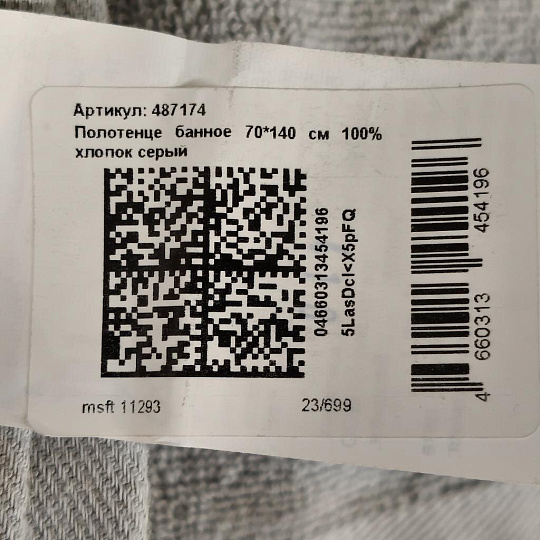 Артикул: 487174
Полотенце банное 70*140 см 100%
хлопок серый
04660313454196
5LasDcI<X5pFQ
4 660313 454196
msft 11293
23/699